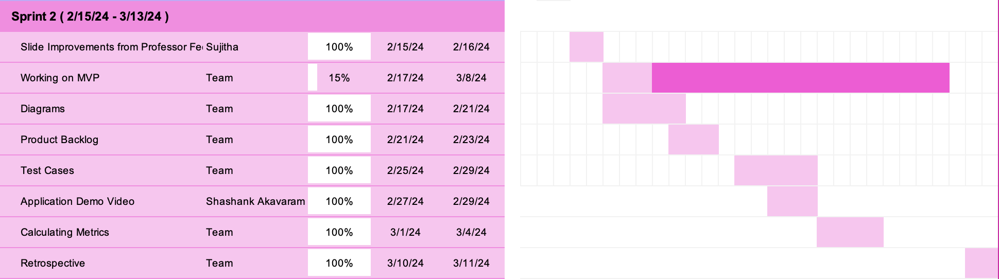 Sprint 2 ( 2/15/24 - 3/13/24 )
Slide Improvements from Professor Sujitha 100% 2/15/24 2/16/24
Working on MVP Team 15% 2/17/24 3/8/24
Diagrams Team 100% 2/17/24 2/21/24
Product Backlog Team 100% 2/21/24 2/23/24
Test Cases Team 100% 2/25/24 2/29/24
Application Demo Video Shashank Akavaram 100% 2/27/24 2/29/24
Calculating Metrics Team 100% 3/1/24 3/4/24
Retrospective Team 100% 3/10/24 3/11/24